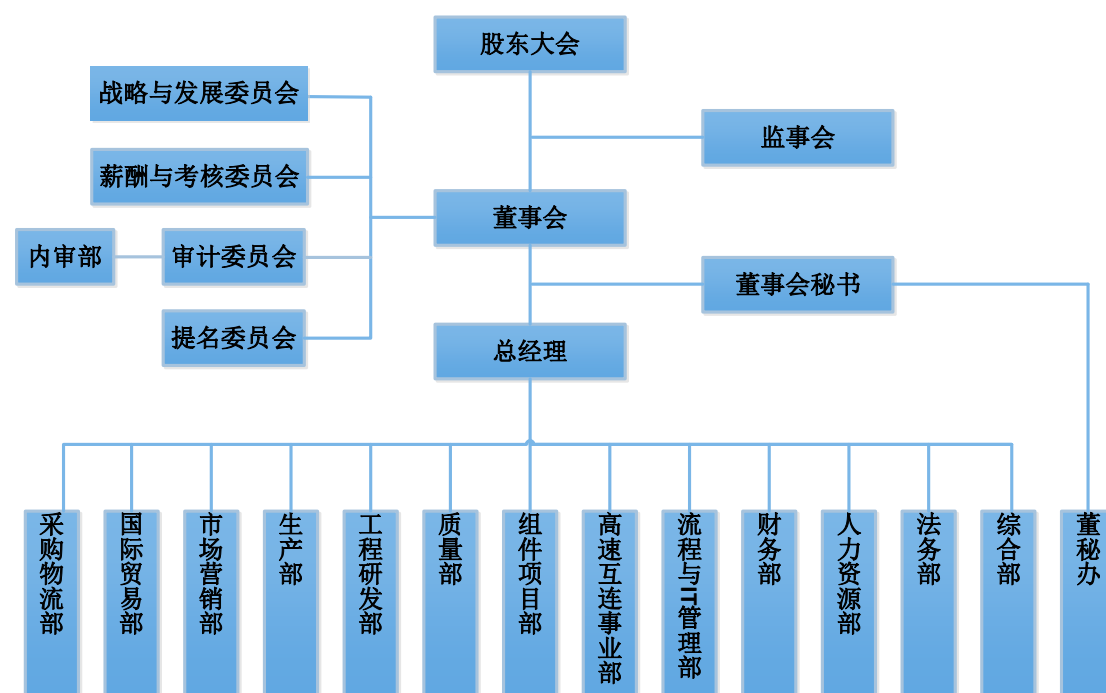 股东大会
战略与发展委员会
监事会
薪酬与考核委员会
董事会
内审部
审计委员会
董事会秘书
提名委员会
总经理
采购物流部
国际贸易部
市场营销部
生产部
工程研发部
质量部
组件项目部
高速互连事业部
流程与IT管理部
财务部
人力资源部
法务部
综合部
董秘办